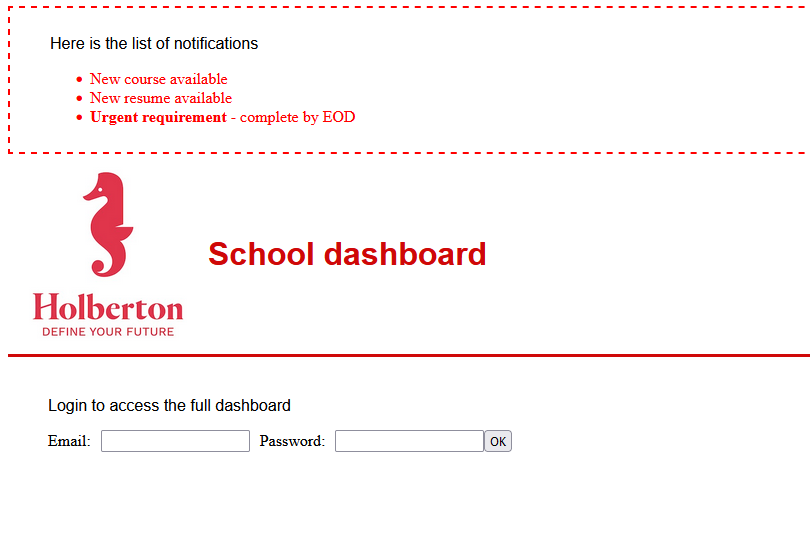 Here is the list of notifications
New course available
New resume available
Urgent requirement - complete by EOD
School dashboard
Holberton
DEFINE YOUR FUTURE
Login to access the full dashboard
Email: Password: OK